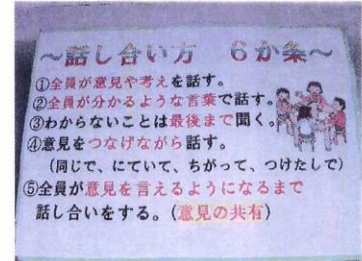 ～話し合い方　６か条～
①全員が意見や考えを話す。
②全員が分かるような言葉で話す。
③わからないことは最後まで聞く。
④意見をつなげながら話す。
（同じで、にていて、ちがって、つけたしで）
⑤全員が意見を言えるようになるまで
話し合いをする。（意見の共有）